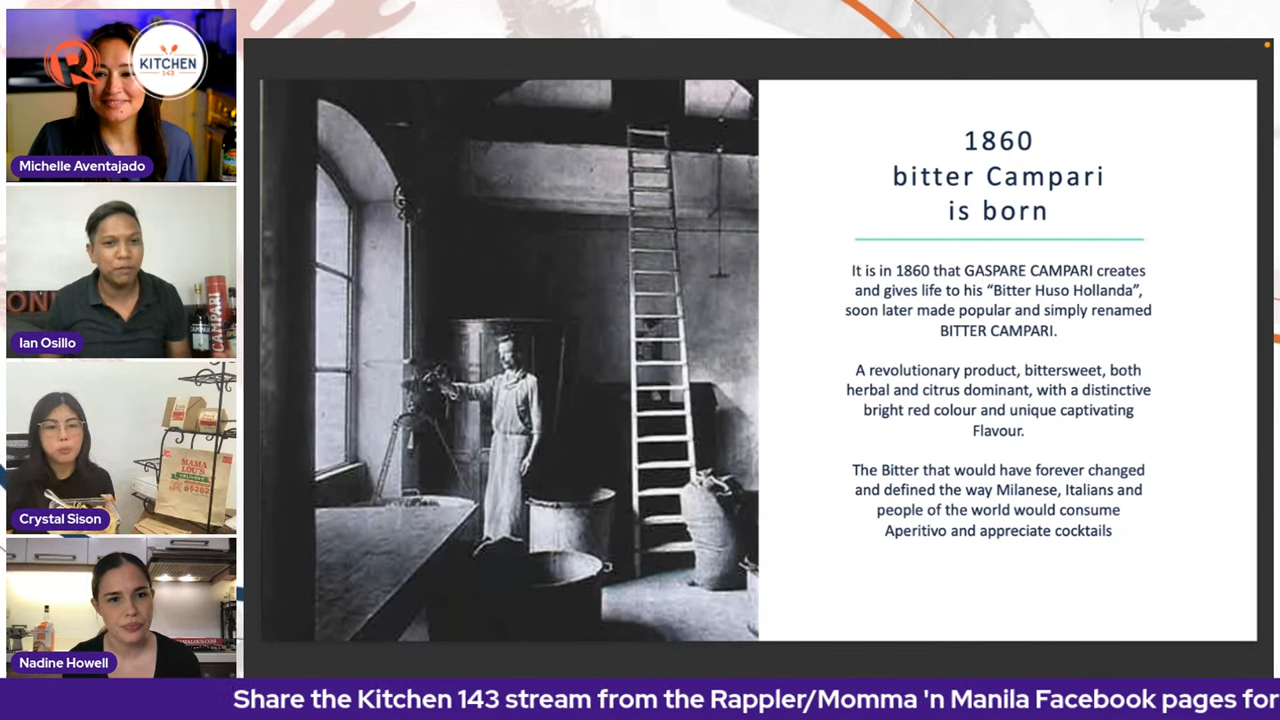 R
KITCHEN
143
Michelle Aventajado
Ian Osillo
CAMPARI
CAMPARI
Crystal Sison
MAMA
LOU'S
DELIVERY
Nadine Howell
1860
bitter Campari
is born
It is in 1860 that GASPARE CAMPARI creates
and gives life to his “Bitter Huso Hollanda”,
soon later made popular and simply renamed
BITTER CAMPARI.
A revolutionary product, bittersweet, both
herbal and citrus dominant, with a distinctive
bright red colour and unique captivating
Flavour.
The Bitter that would have forever changed
and defined the way Milanese, Italians and
people of the world would consume
Aperitivo and appreciate cocktails
Share the Kitchen 143 stream from the Rappler/Momma 'n Manila Facebook pages for